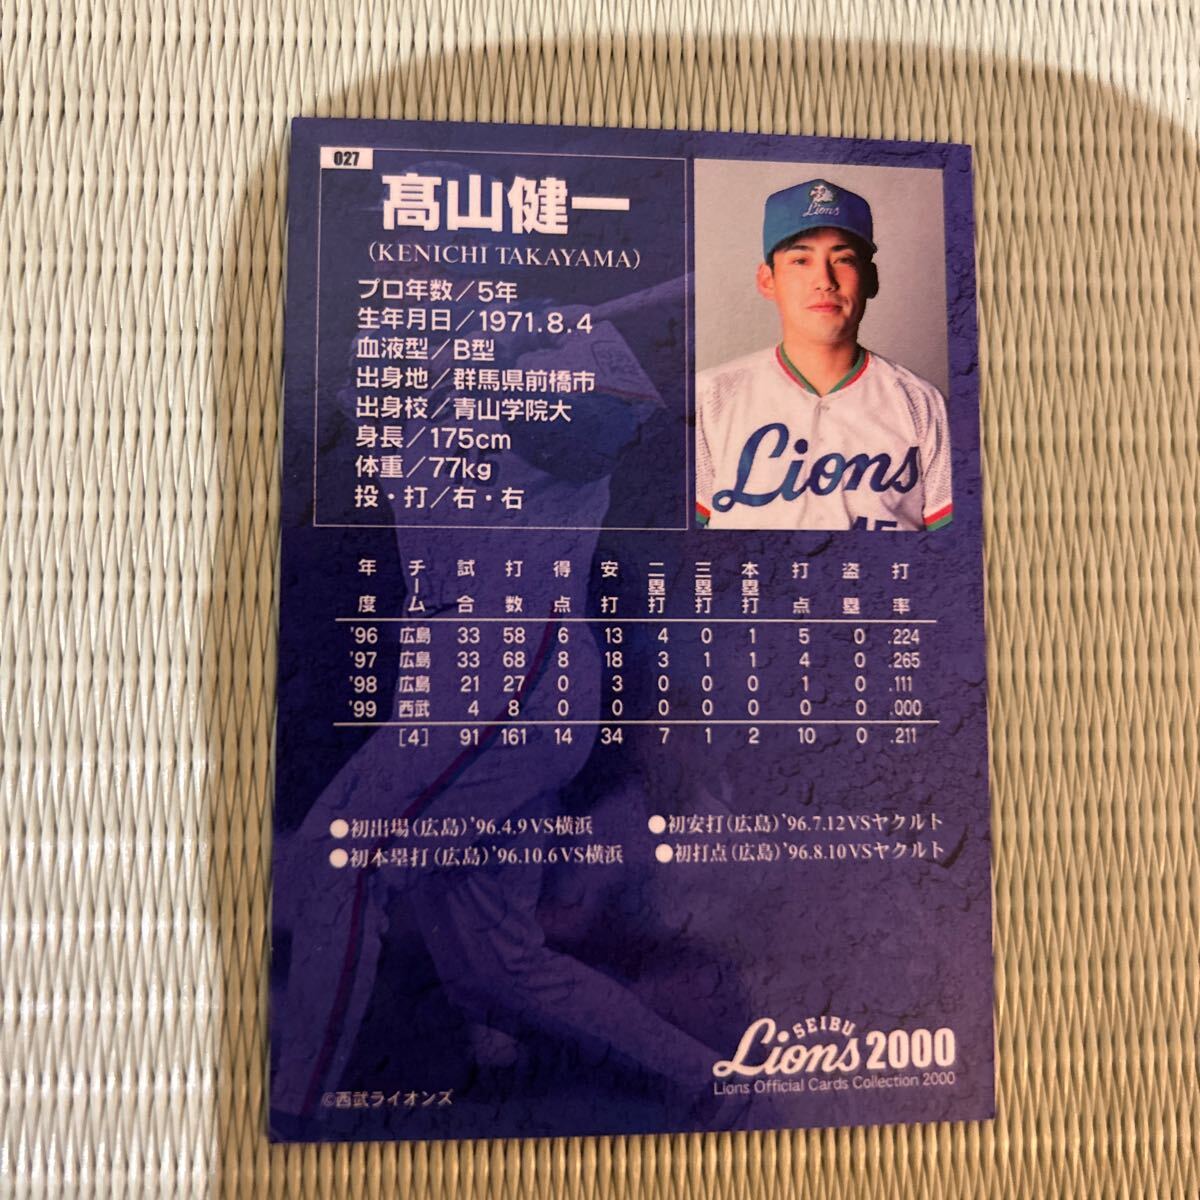 027
髙山健一
(KENICHI TAKAYAMA)
プロ年数/5年
生年月日/1971.8.4
血液型/B型
出身地/群馬県前橋市
出身校/青山学院大
身長/175cm
体重/77kg
投・打/右・右
Lions
Lions
45
年度 チーム 試合 打数 得点 安打 二塁打 三塁打 本塁打 打点 盗塁 打率
'96 広島 33 58 6 13 4 0 1 5 0 .224
'97 広島 33 68 8 18 3 1 1 4 0 .265
'98 広島 21 27 0 3 0 0 0 1 0 .111
'99 西武 4 8 0 0 0 0 0 0 0 .000
[4] 91 161 14 34 7 1 2 10 0 .211
●初出場(広島)'96.4.9VS横浜 ●初安打(広島)'96.7.12VSヤクルト
●初本塁打(広島)'96.10.6VS横浜 ●初打点(広島)'96.8.10VSヤクルト
SEIBU
Lions 2000
Lions Official Cards Collection 2000
©西武ライオンズ